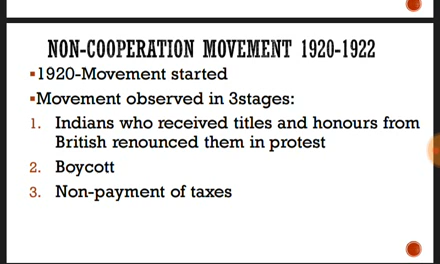 NON-COOPERATION MOVEMENT 1920-1922
▪1920-Movement started
▪Movement observed in 3stages:
1. Indians who received titles and honours from
British renounced them in protest
2. Boycott
3. Non-payment of taxes